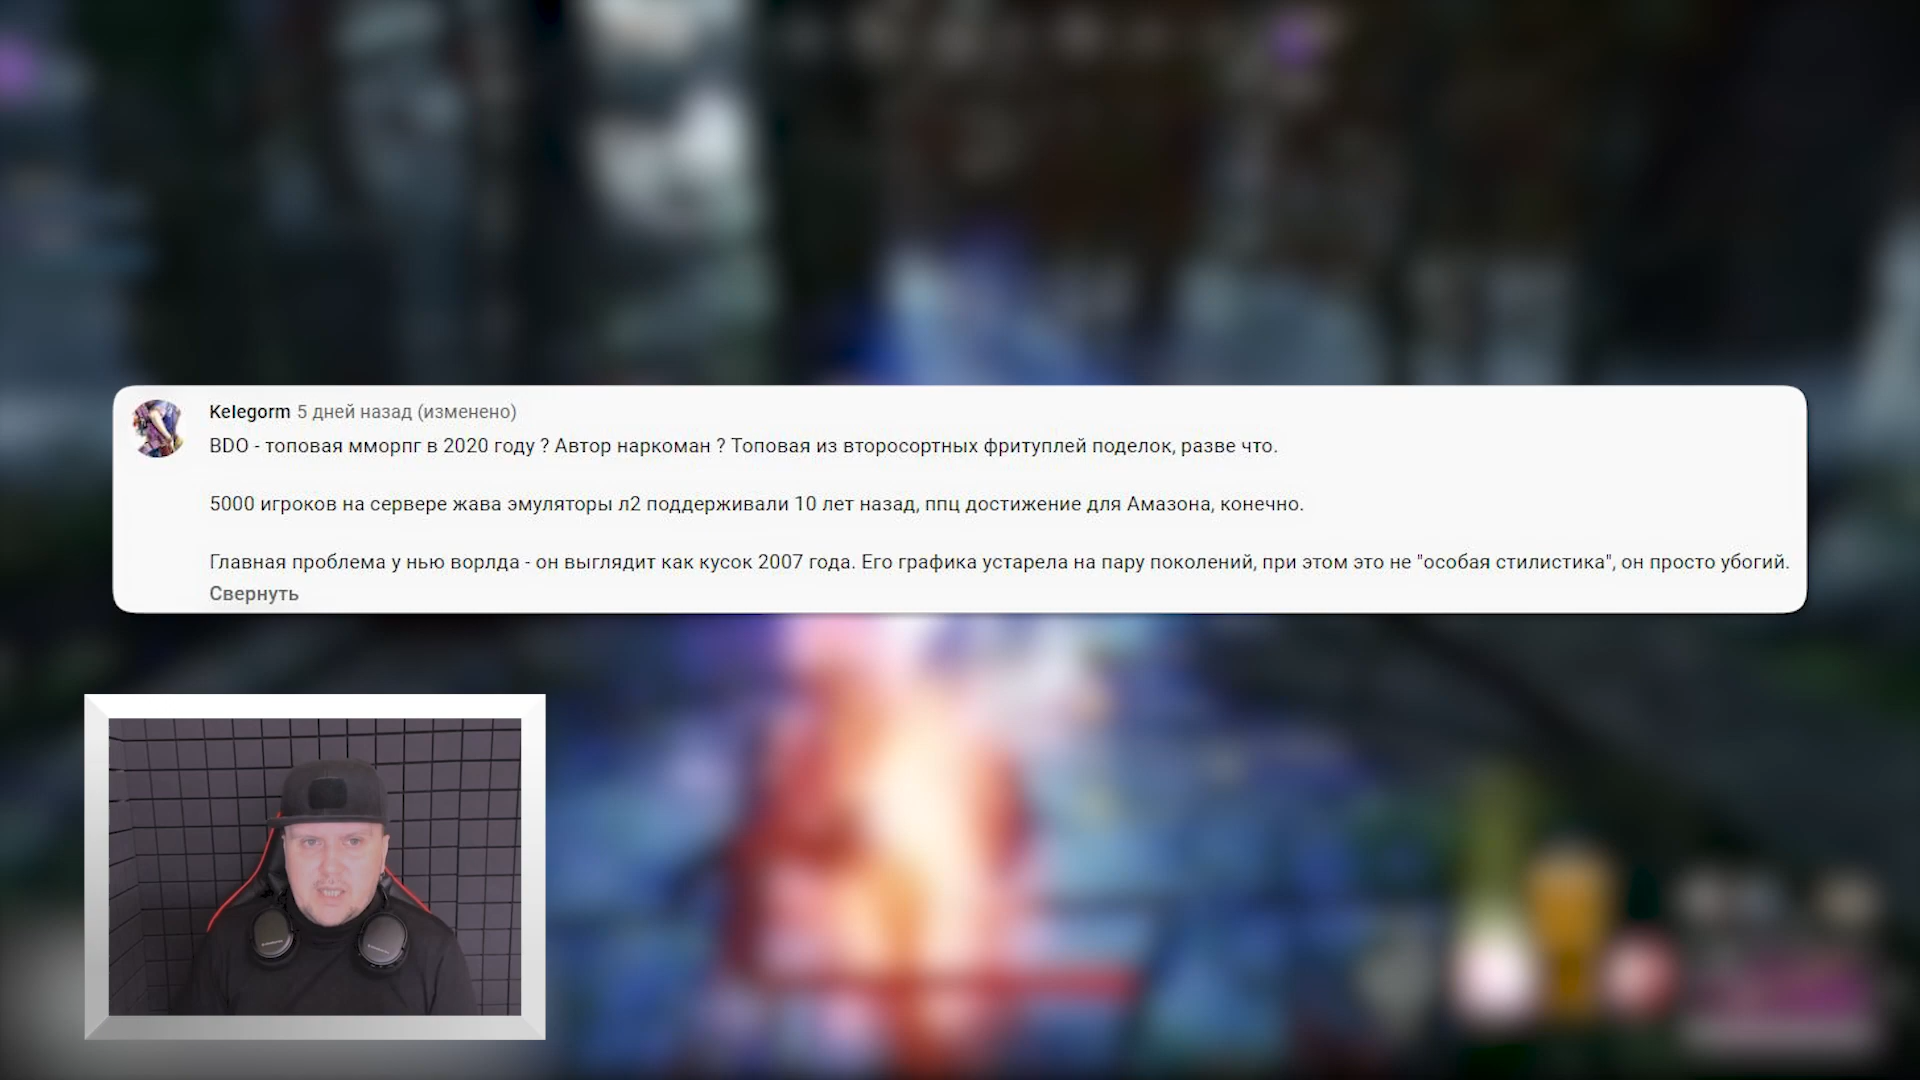 Kelegorm 5 дней назад (изменено)
BDO - топовая мморпг в 2020 году ? Автор наркоман ? Топовая из второсортных фритуплей поделок, разве что.
5000 игроков на сервере жава эмуляторы л2 поддерживали 10 лет назад, ппц достижение для Амазона, конечно.
Главная проблема у нью ворлда - он выглядит как кусок 2007 года. Его графика устарела на пару поколений, при этом это не "особая стилистика", он просто убогий.
Свернуть